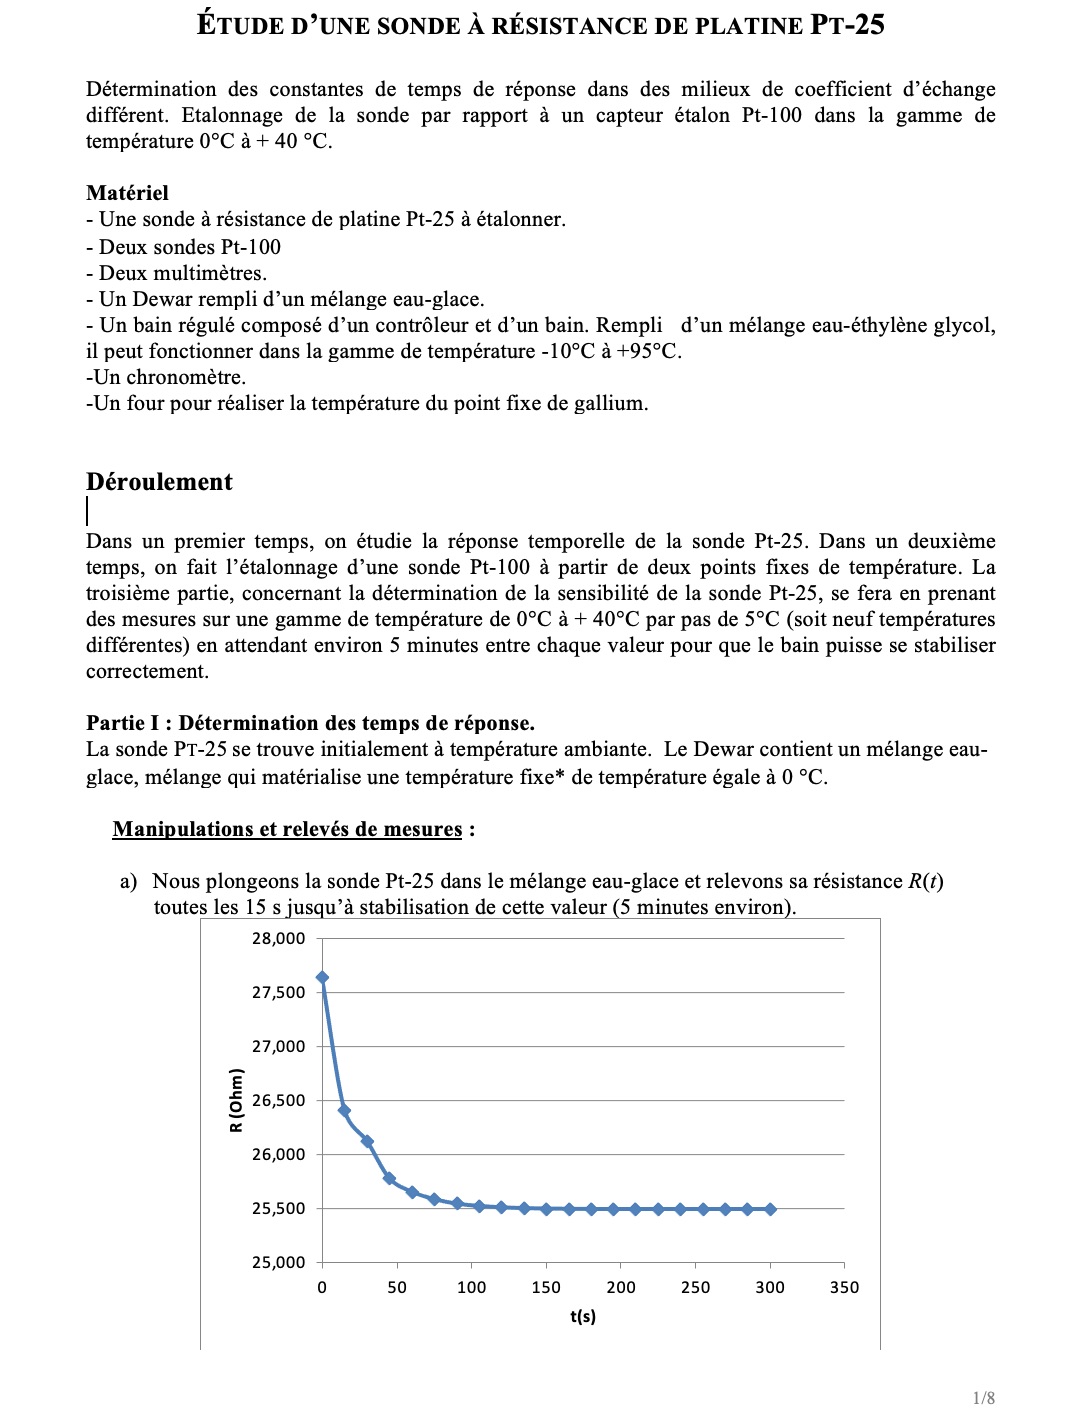 ÉTUDE D’UNE SONDE À RÉSISTANCE DE PLATINE PT-25
Détermination des constantes de temps de réponse dans des milieux de coefficient d’échange
différent. Etalonnage de la sonde par rapport à un capteur étalon Pt-100 dans la gamme de
température 0°C à + 40 °C.
Matériel
- Une sonde à résistance de platine Pt-25 à étalonner.
- Deux sondes Pt-100
- Deux multimètres.
- Un Dewar rempli d’un mélange eau-glace.
- Un bain régulé composé d’un contrôleur et d’un bain. Rempli d’un mélange eau-éthylène glycol,
il peut fonctionner dans la gamme de température -10°C à +95°C.
-Un chronomètre.
-Un four pour réaliser la température du point fixe de gallium.
Déroulement
Dans un premier temps, on étudie la réponse temporelle de la sonde Pt-25. Dans un deuxième
temps, on fait l’étalonnage d’une sonde Pt-100 à partir de deux points fixes de température. La
troisième partie, concernant la détermination de la sensibilité de la sonde Pt-25, se fera en prenant
des mesures sur une gamme de température de 0°C à + 40°C par pas de 5°C (soit neuf températures
différentes) en attendant environ 5 minutes entre chaque valeur pour que le bain puisse se stabiliser
correctement.
Partie I : Détermination des temps de réponse.
La sonde PT-25 se trouve initialement à température ambiante. Le Dewar contient un mélange eau-
glace, mélange qui matérialise une température fixe* de température égale à 0 °C.
Manipulations et relevés de mesures :
a) Nous plongeons la sonde Pt-25 dans le mélange eau-glace et relevons sa résistance R(t)
toutes les 15 s jusqu’à stabilisation de cette valeur (5 minutes environ).
28,000
27,500
27,000
26,500
26,000
25,500
25,000
R (Ohm)
0 50 100 150 200 250 300 350
t(s)
1/8